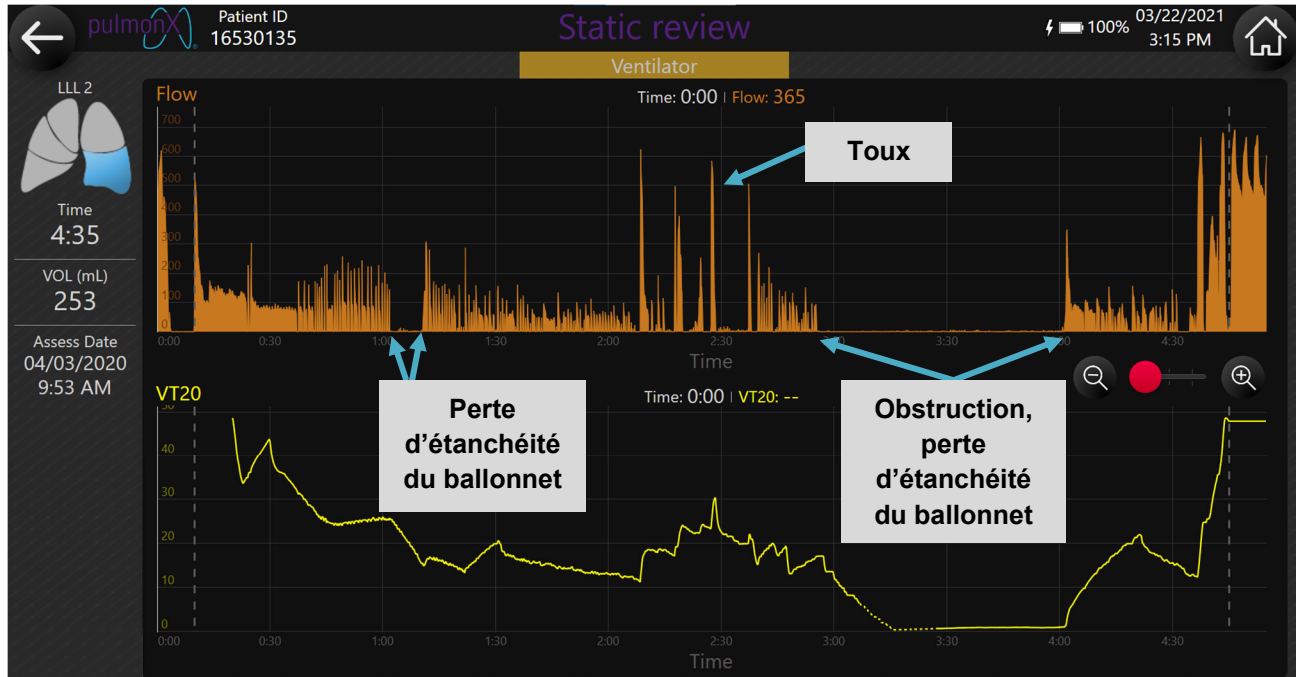 pulmonX
Patient ID
16530135
Static review
100%
03/22/2021
3:15 PM
Ventilator
LLL 2
Time
4:35
VOL (mL)
253
Assess Date
04/03/2020
9:53 AM
Flow
Time: 0:00 | Flow: 365
700
600
500
400
300
200
100
0
0:00 0:30 1:00 1:30 2:00 2:30 3:00 3:30 4:00 4:30
Time
Toux
Perte
d’étanchéité
du ballonnet
Obstruction,
perte
d’étanchéité
du ballonnet
VT20
Time: 0:00 | VT20: --
50
40
30
20
10
0
0:00 0:30 1:00 1:30 2:00 2:30 3:00 3:30 4:00 4:30
Time